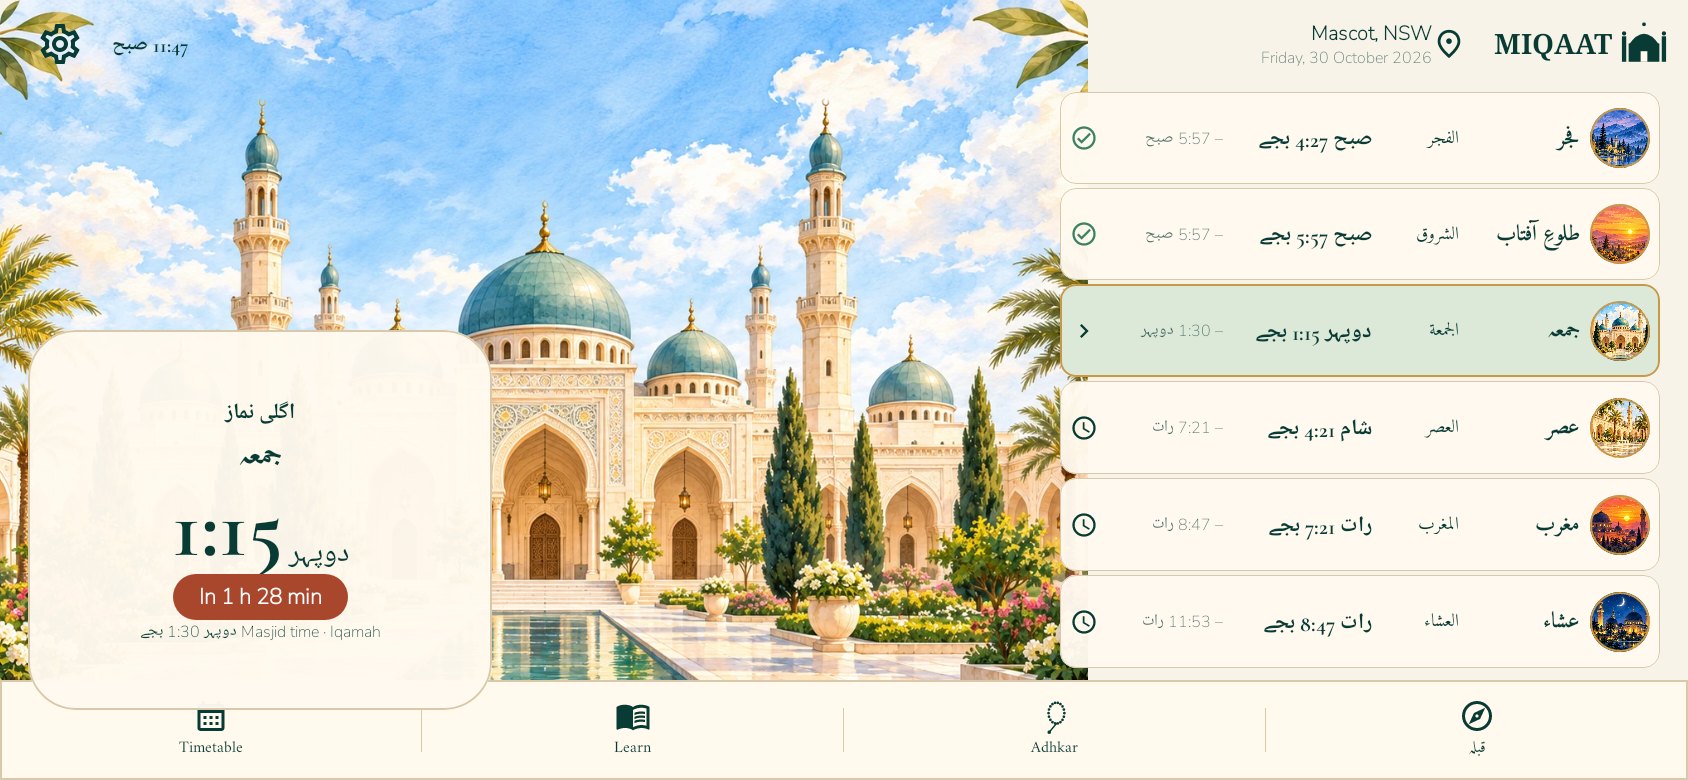 11:47 صبح
Mascot, NSW
Friday, 30 October 2026
MIQAAT
فجر
الفجر
صبح 4:27 بجے
– 5:57 صبح
طلوعِ آفتاب
الشروق
صبح 5:57 بجے
– 5:57 صبح
جمعہ
الجمعة
دوپہر 1:15 بجے
– 1:30 دوپہر
عصر
العصر
شام 4:21 بجے
– 7:21 رات
مغرب
المغرب
رات 7:21 بجے
– 8:47 رات
عشاء
العشاء
رات 8:47 بجے
– 11:53 رات
اگلی نماز
جمعہ
1:15 دوپہر
In 1 h 28 min
Masjid time · Iqamah دوپہر 1:30 بجے
Timetable
Learn
Adhkar
قبلہ